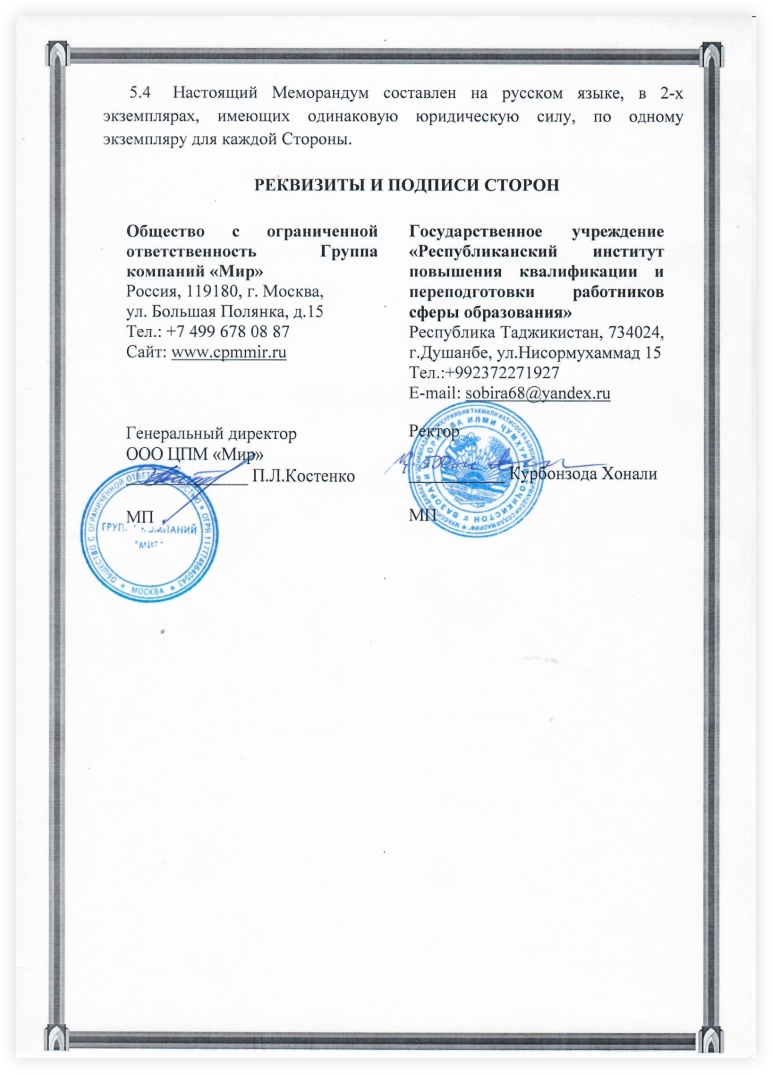 5.4 Настоящий Меморандум составлен на русском языке, в 2-х
экземплярах, имеющих одинаковую юридическую силу, по одному
экземпляру для каждой Стороны.
РЕКВИЗИТЫ И ПОДПИСИ СТОРОН
Общество с ограниченной
ответственность Группа
компаний «Мир»
Россия, 119180, г. Москва,
ул. Большая Полянка, д.15
Тел.: +7 499 678 08 87
Сайт: www.cpmmir.ru
Генеральный директор
ООО ЦПМ «Мир»
______________ П.Л.Костенко
МП
ГРУППА КОМПАНИЙ
"МИР"
МОСКВА
Государственное учреждение
«Республиканский институт
повышения квалификации и
переподготовки работников
сферы образования»
Республика Таджикистан, 734024,
г.Душанбе, ул.Нисормухаммад 15
Тел.:+992372271927
E-mail: sobira68@yandex.ru
Ректор
___________ Курбонзода Хонали
МП